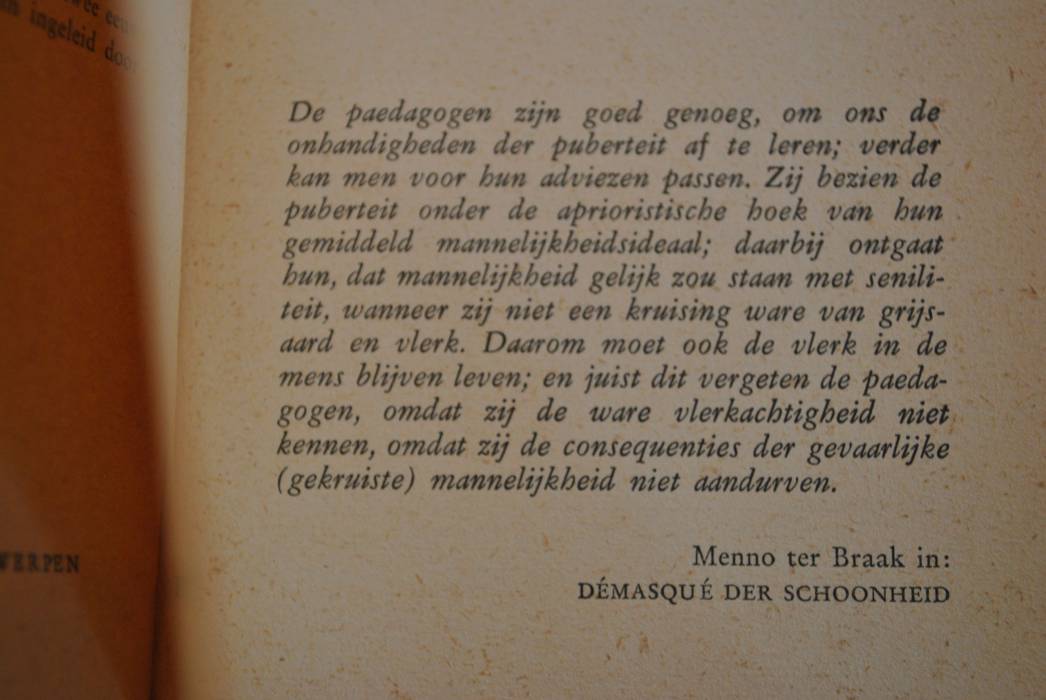 ingeleid
WERPEN
De paedagogen zijn goed genoeg, om ons de
onhandigheden der puberteit af te leren; verder
kan men voor hun adviezen passen. Zij bezien de
puberteit onder de aprioristische hoek van hun
gemiddeld mannelijkheidsideaal; daarbij ontgaat
hun, dat mannelijkheid gelijk zou staan met senili-
teit, wanneer zij niet een kruising ware van grijs-
aard en vlerk. Daarom moet ook de vlerk in de
mens blijven leven; en juist dit vergeten de paeda-
gogen, omdat zij de ware vlerkachtigheid niet
kennen, omdat zij de consequenties der gevaarlijke
(gekruiste) mannelijkheid niet aandurven.
Menno ter Braak in:
DÉMASQUÉ DER SCHOONHEID